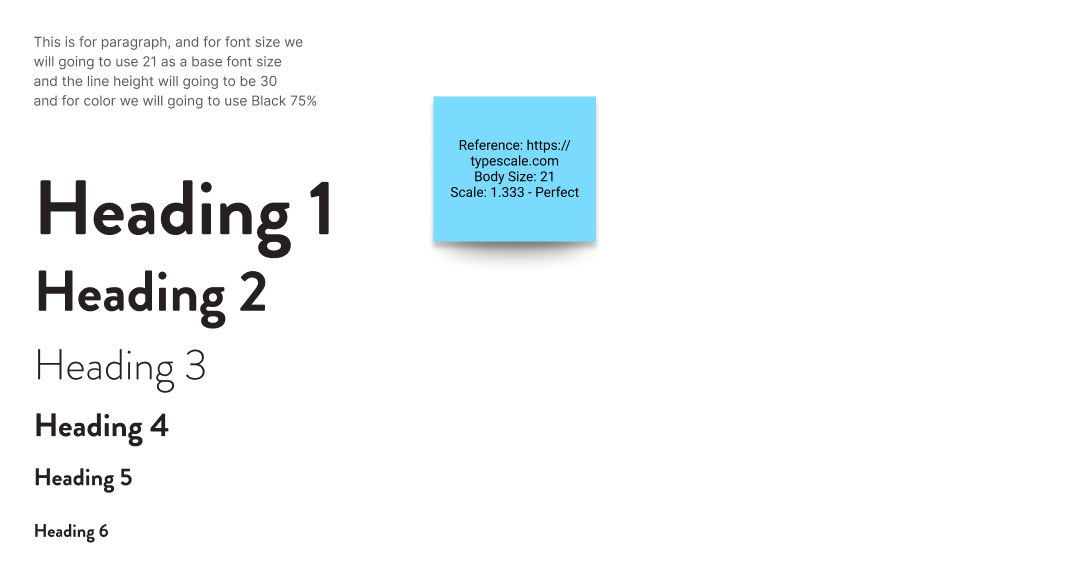 This is for paragraph, and for font size we
will going to use 21 as a base font size
and the line height will going to be 30
and for color we will going to use Black 75%
Reference: https://
typescale.com
Body Size: 21
Scale: 1.333 - Perfect
Heading 1
Heading 2
Heading 3
Heading 4
Heading 5
Heading 6